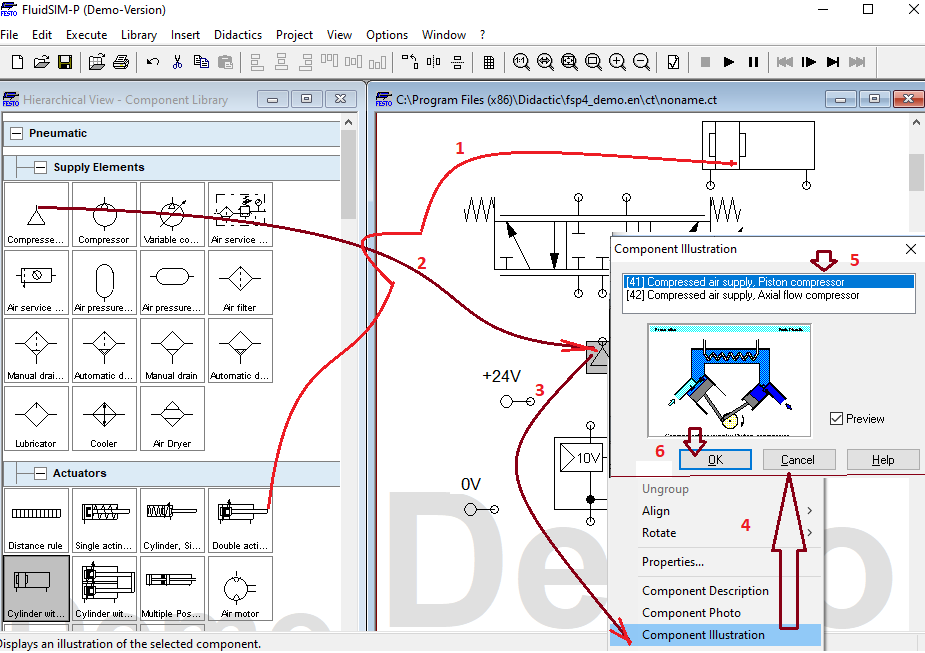 FESTO FluidSIM-P (Demo-Version)
File Edit Execute Library Insert Didactics Project View Options Window ?
FESTO Hierarchical View - Component Library
FESTO C:\Program Files (x86)\Didactic\fsp4_demo.en\ct\noname.ct
Pneumatic
Supply Elements
Compresse... Compressor Variable co... Air service ...
Air service ... Air pressure... Air pressure... Air filter
Manual drai... Automatic d... Manual drain Automatic d...
Lubricator Cooler Air Dryer
Actuators
Distance rule Single actin... Cylinder, Si... Double acti...
Cylinder wit... Cylinder wit... Multiple Pos... Air motor
1
2
3
+24V
0V
10V
Demo
Component Illustration
5
[41] Compressed air supply, Piston compressor
[42] Compressed air supply, Axial flow compressor
Preview
6
OK Cancel Help
Ungroup
Align
Rotate
4
Properties...
Component Description
Component Photo
Component Illustration
Displays an illustration of the selected component.